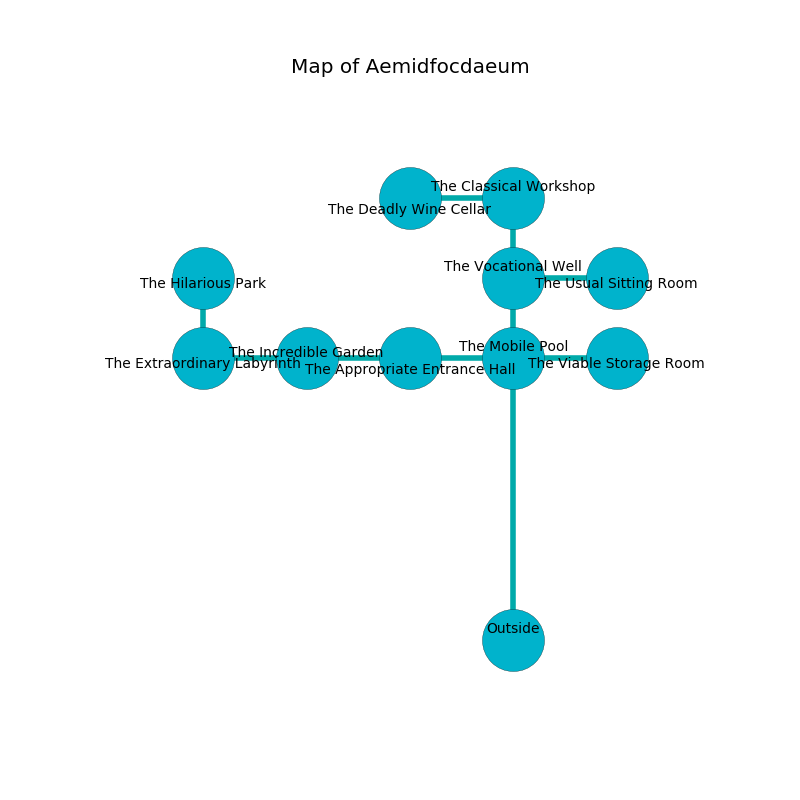 Map of Aemidfocdaeum
The Classical Workshop
The Deadly Wine Cellar
The Vocational Well
The Hilarious Park
The Usual Sitting Room
The Mobile Pool
The Incredible Garden
The Extraordinary Labyrinth
The Viable Storage Room
The Appropriate Entrance Hall
Outside